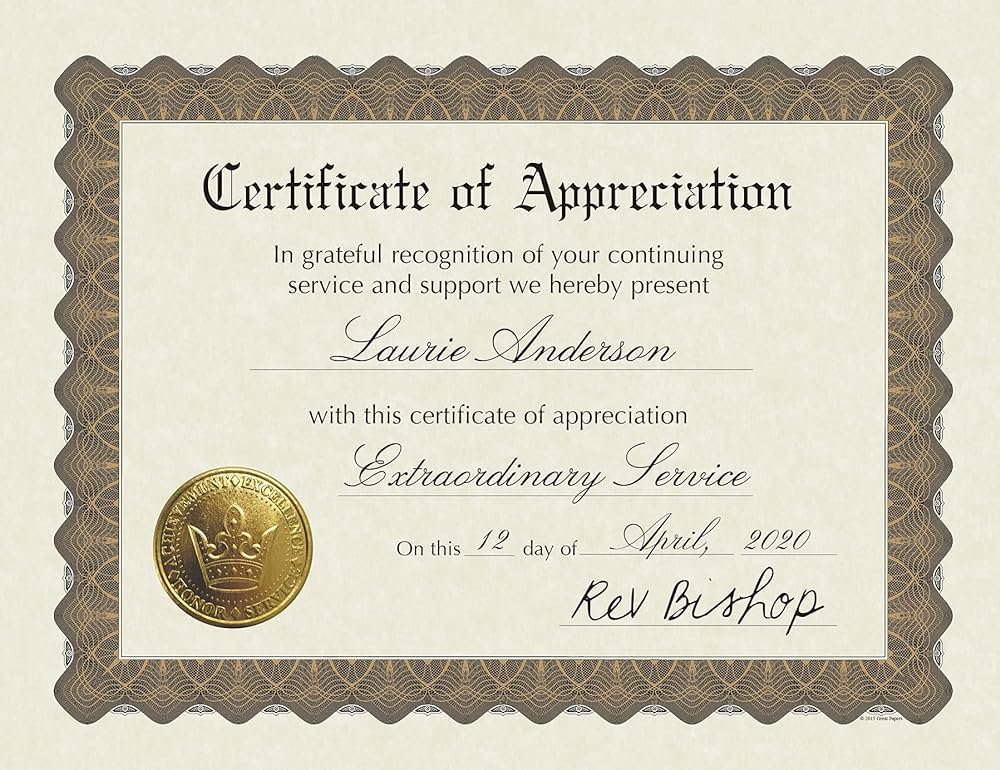 Certificate of Appreciation
In grateful recognition of your continuing
service and support we hereby present
Laurie Anderson
with this certificate of appreciation
Extraordinary Service
On this 12 day of April, 2020
Rev Bishop
ACHIEVEMENT EXCELLENCE
HONOR SERVICE
© 2015 Great Papers